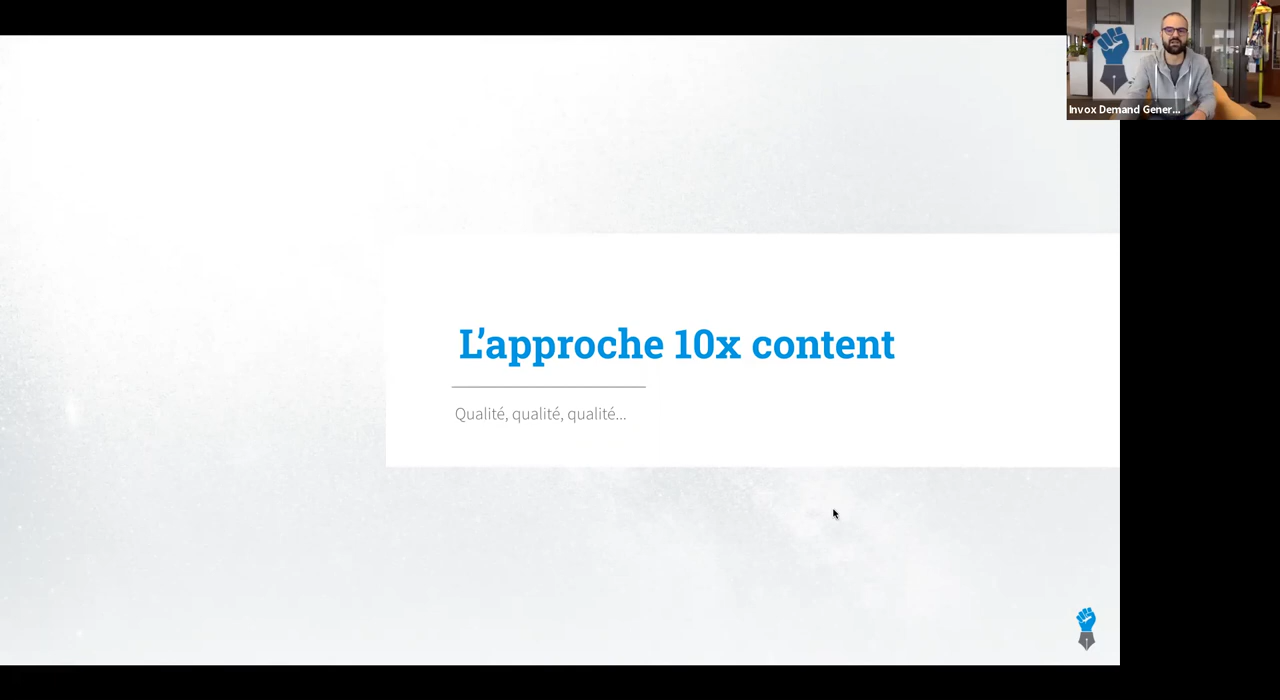 Invox Demand Gener...
L’approche 10x content
Qualité, qualité, qualité...